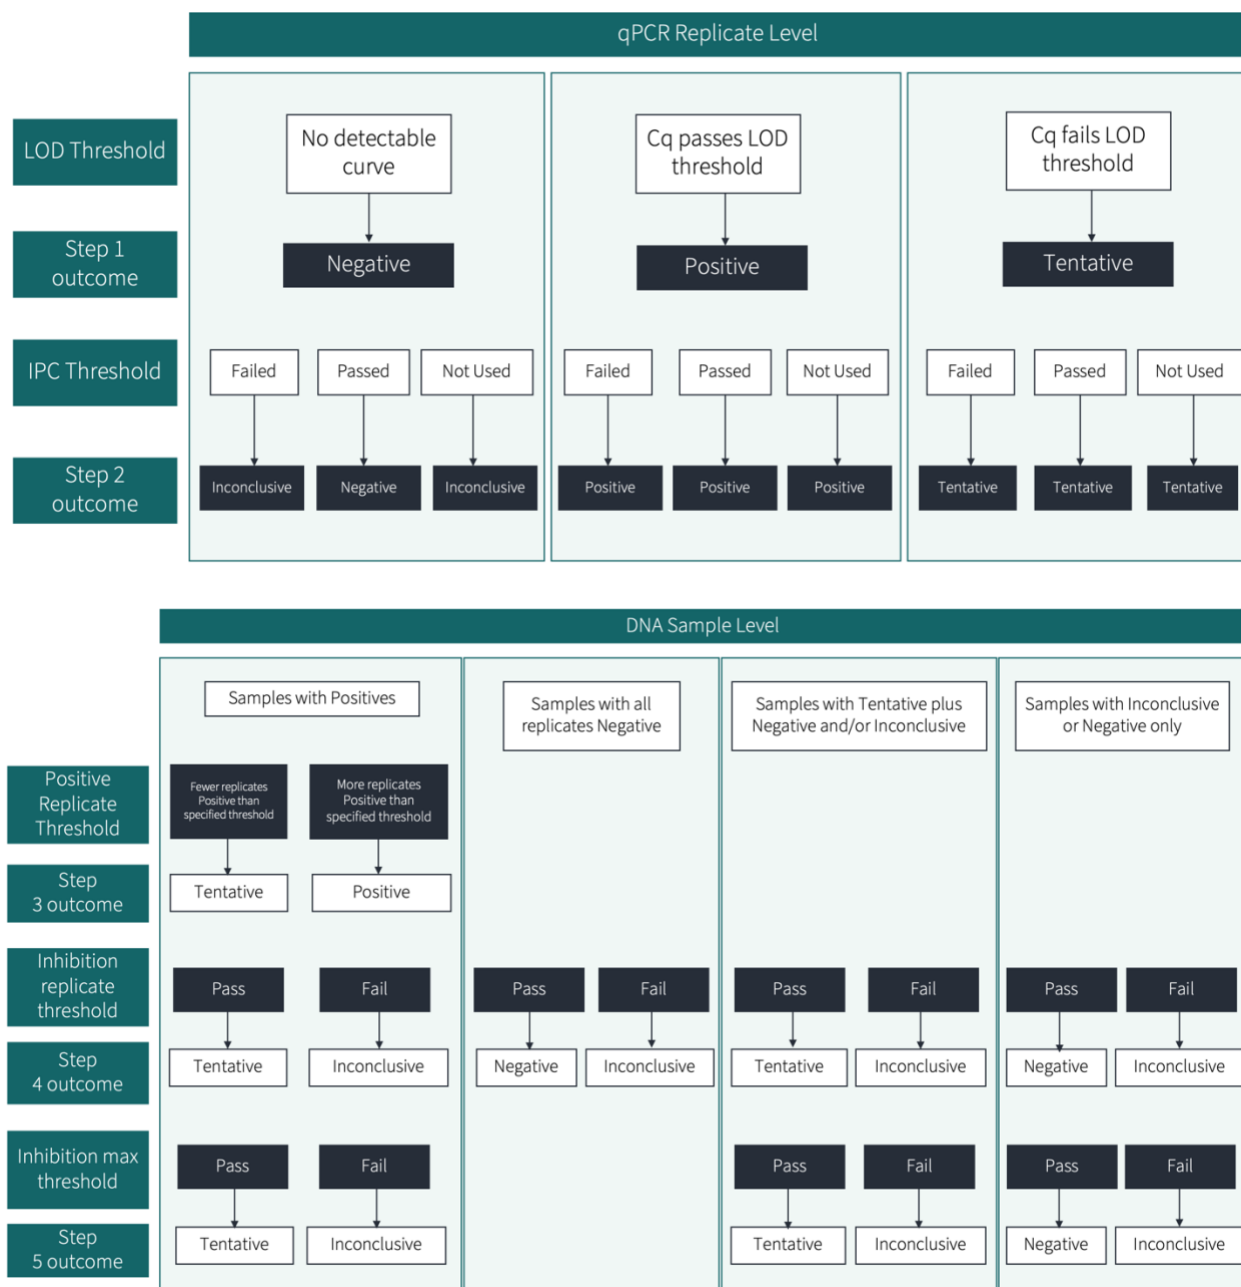 qPCR Replicate Level
LOD Threshold
No detectable
curve
Cq passes LOD
threshold
Cq fails LOD
threshold
Step 1
outcome
Negative
Positive
Tentative
IPC Threshold
Failed
Passed
Not Used
Failed
Passed
Not Used
Failed
Passed
Not Used
Step 2
outcome
Inconclusive
Negative
Inconclusive
Positive
Positive
Positive
Tentative
Tentative
Tentative
DNA Sample Level
Samples with Positives
Samples with all
replicates Negative
Samples with Tentative plus
Negative and/or Inconclusive
Samples with Inconclusive
or Negative only
Positive
Replicate
Threshold
Fewer replicates
Positive than
specified threshold
More replicates
Positive than
specified threshold
Step
3 outcome
Tentative
Positive
Inhibition
replicate
threshold
Pass
Fail
Pass
Fail
Pass
Fail
Pass
Fail
Step
4 outcome
Tentative
Inconclusive
Negative
Inconclusive
Tentative
Inconclusive
Negative
Inconclusive
Inhibition max
threshold
Pass
Fail
Pass
Fail
Pass
Fail
Step
5 outcome
Tentative
Inconclusive
Tentative
Inconclusive
Negative
Inconclusive